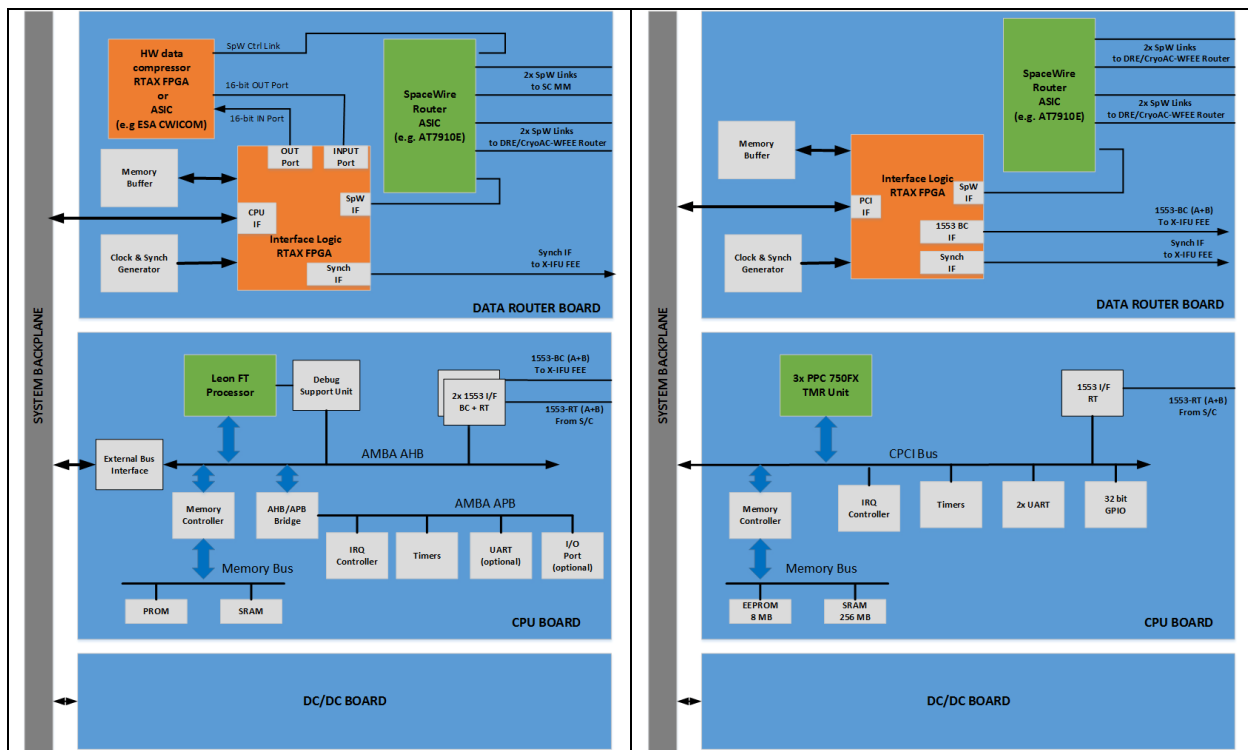 SYSTEM BACKPLANE
HW data
compressor
RTAX FPGA
or
ASIC
(e.g ESA CWICOM)
SpW Ctrl Link
16-bit OUT Port
16-bit IN Port
SpaceWire
Router
ASIC
(e.g. AT7910E)
2x SpW Links
to SC MM
2x SpW Links
to DRE/CryoAC-WFEE Router
OUT
Port
INPUT
Port
Memory
Buffer
SpW
IF
CPU
IF
Interface Logic
RTAX FPGA
Clock & Synch
Generator
Synch
IF
Synch IF
to X-IFU FEE
DATA ROUTER BOARD
Leon FT
Processor
Debug
Support Unit
2x 1553 I/F
BC + RT
1553-BC (A+B)
To X-IFU FEE
1553-RT (A+B)
From S/C
External Bus
Interface
AMBA AHB
Memory
Controller
AHB/APB
Bridge
AMBA APB
IRQ
Controller
Timers
UART
(optional)
I/O
Port
(optional)
Memory Bus
PROM
SRAM
CPU BOARD
DC/DC BOARD
SYSTEM BACKPLANE
SpaceWire
Router
ASIC
(e.g. AT7910E)
2x SpW Links
to DRE/CryoAC-WFEE Router
2x SpW Links
to DRE/CryoAC-WFEE Router
Memory
Buffer
Interface Logic
RTAX FPGA
SpW
IF
PCI
IF
1553 BC
IF
1553-BC (A+B)
To X-IFU FEE
Clock & Synch
Generator
Synch
IF
Synch IF
to X-IFU FEE
DATA ROUTER BOARD
3x PPC 750FX
TMR Unit
1553 I/F
RT
1553-RT (A+B)
From S/C
CPCI Bus
Memory
Controller
IRQ
Controller
Timers
2x UART
32 bit
GPIO
Memory Bus
EEPROM
8 MB
SRAM
256 MB
CPU BOARD
DC/DC BOARD